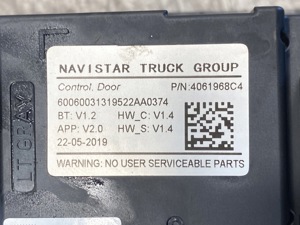 NAVISTAR TRUCK GROUP
Control, Door P/N:4061968C4
60060031319522AA0374
BT: V1.2 HW_C: V1.4
APP: V2.0 HW_S: V1.4
22-05-2019
WARNING: NO USER SERVICEABLE PARTS
LT GRAY